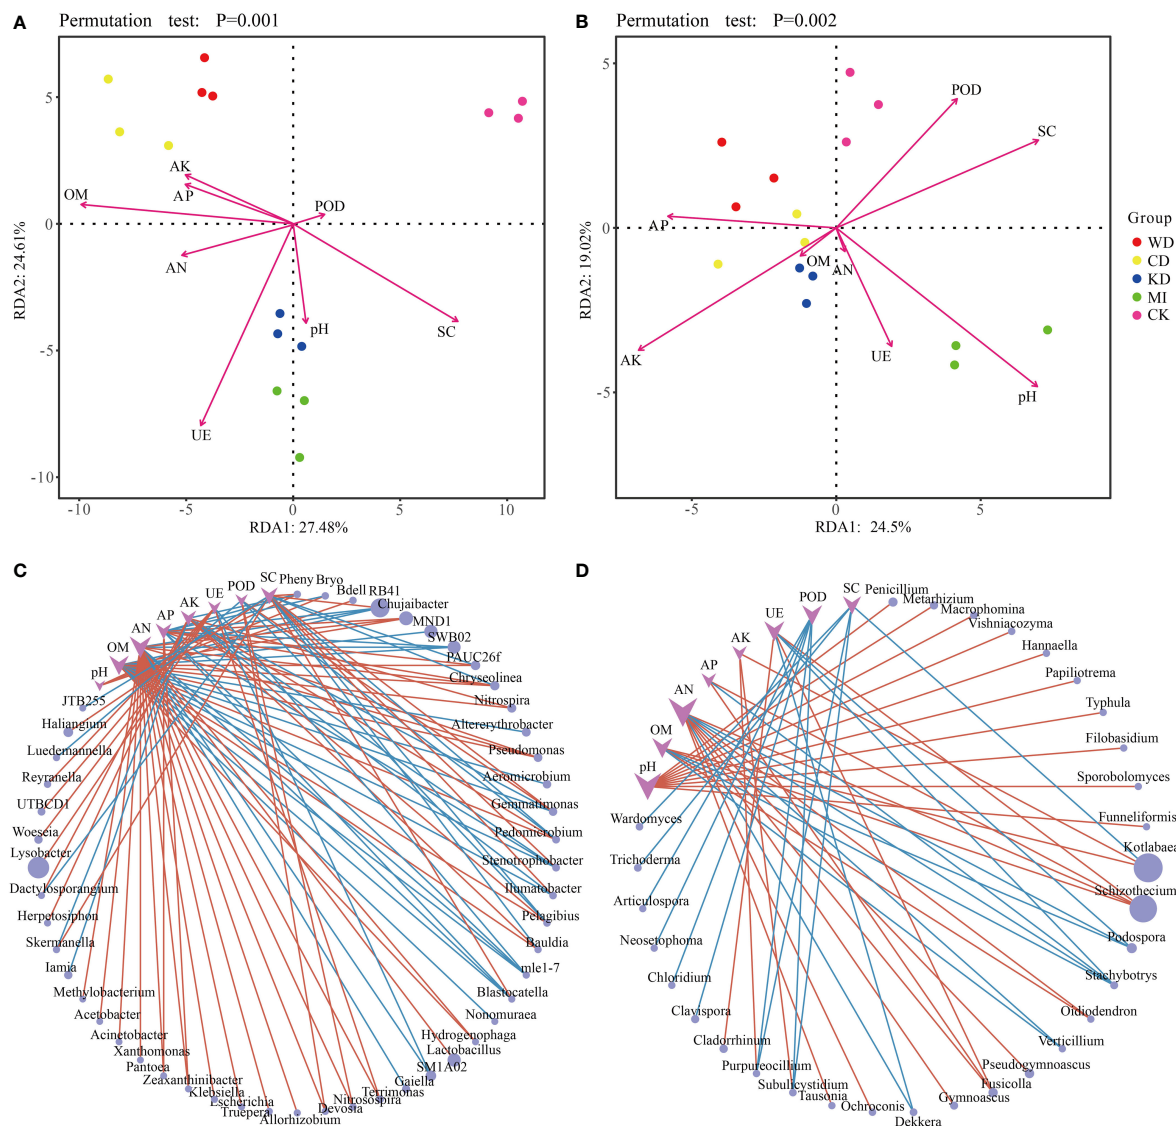 A
Permutation test: P=0.001
5
0
-5
-10
-10
-5
0
5
10
RDA2: 24.61%
RDA1: 27.48%
AK
AP
OM
AN
POD
pH
SC
UE
B
Permutation test: P=0.002
5
0
-5
-5
0
5
RDA2: 19.02%
RDA1: 24.5%
POD
SC
AP
OM
AN
AK
UE
pH
Group
WD
CD
KD
MI
CK
C
SC
POD
UE
AK
AP
AN
OM
pH
Pheny
Bryo
Bdell
RB41
Chujaibacter
MND1
SWB02
PAUC26f
Chryseolinea
Nitrospira
Altererythrobacter
Pseudomonas
Aeromicrobium
Gemmatimonas
Pedomicrobium
Stenotrophobacter
Ilumatobacter
Pelagibius
Bauldia
mle1-7
Blastocatella
Nonomuraea
Hydrogenophaga
Lactobacillus
SM1A02
Gaiella
Terrimonas
Nitrosospira
Devosia
Allorhizobium
Truepera
Escherichia
Klebsiella
Zeaxanthinibacter
Pantoea
Xanthomonas
Acinetobacter
Acetobacter
Methylobacterium
Iamia
Skermanella
Herpetosiphon
Dactylosporangium
Lysobacter
Woeseia
UTBCD1
Reyranella
Luedemannella
Haliangium
JTB255
D
SC
POD
UE
AK
AP
AN
OM
pH
Penicillium
Metarhizium
Macrophomina
Vishniacozyma
Hannaella
Papiliotrema
Typhula
Filobasidium
Sporobolomyces
Funneliformis
Kotlabaea
Schizothecium
Podospora
Stachybotrys
Oidiodendron
Verticillium
Pseudogymnoascus
Fusicolla
Gymnoascus
Dekkera
Ochroconis
Tausonia
Subulicystidium
Purpureocillium
Cladorrhinum
Clavispora
Chloridium
Neosetophoma
Articulospora
Trichoderma
Wardomyces